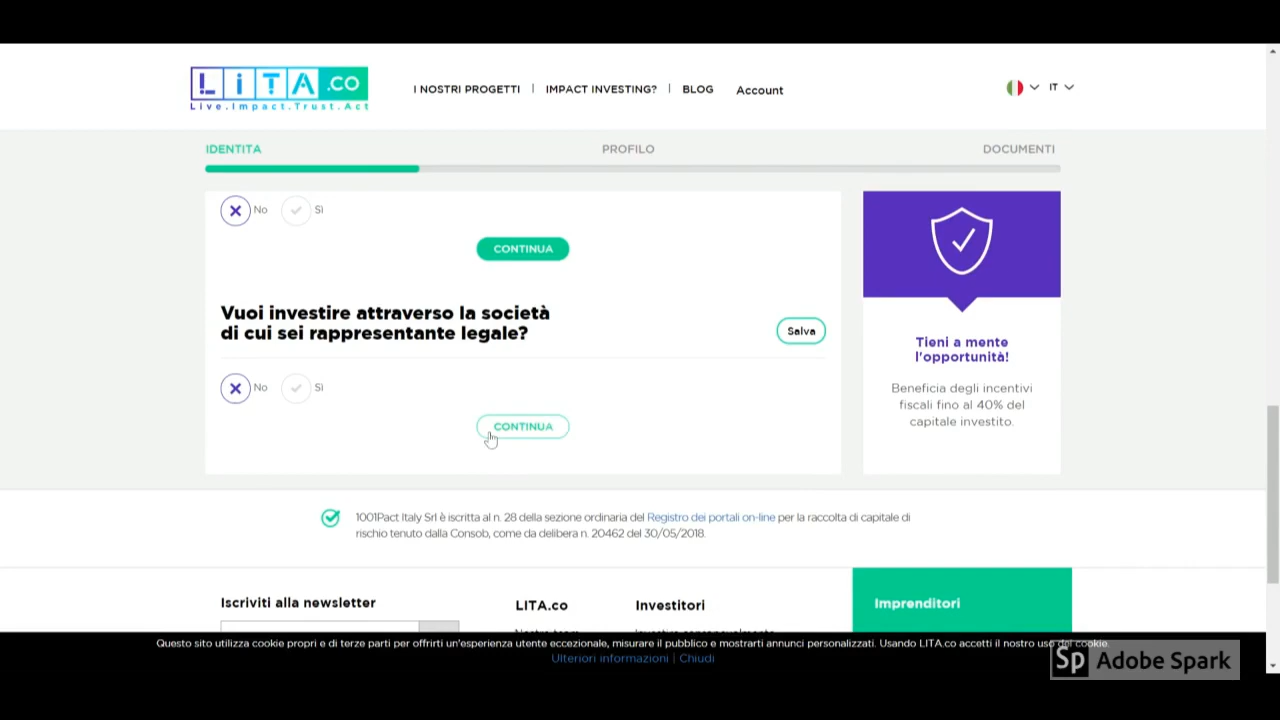 LiTA.CO
Live.Impact.Trust.Act
I NOSTRI PROGETTI | IMPACT INVESTING? | BLOG Account
IT
IDENTITA PROFILO DOCUMENTI
No Sì
CONTINUA
Vuoi investire attraverso la società
di cui sei rappresentante legale?
Salva
No Sì
CONTINUA
Tieni a mente
l'opportunità!
Beneficia degli incentivi
fiscali fino al 40% del
capitale investito.
1001Pact Italy Srl è iscritta al n. 28 della sezione ordinaria del Registro dei portali on-line per la raccolta di capitale di
rischio tenuto dalla Consob, come da delibera n. 20462 del 30/05/2018.
Iscriviti alla newsletter
LITA.co
Investitori
Imprenditori
Questo sito utilizza cookie propri e di terze parti per offrirti un'esperienza utente eccezionale, misurare il pubblico e mostrarti annunci personalizzati. Usando LITA.co accetti il nostro uso dei cookie.
Ulteriori informazioni | Chiudi
Sp Adobe Spark